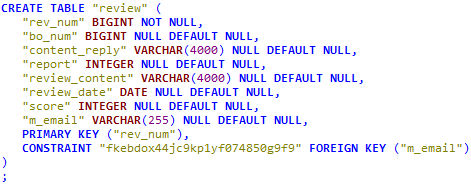 CREATE TABLE "review" (
"rev_num" BIGINT NOT NULL,
"bo_num" BIGINT NULL DEFAULT NULL,
"content_reply" VARCHAR(4000) NULL DEFAULT NULL,
"report" INTEGER NULL DEFAULT NULL,
"review_content" VARCHAR(4000) NULL DEFAULT NULL,
"review_date" DATE NULL DEFAULT NULL,
"score" INTEGER NULL DEFAULT NULL,
"m_email" VARCHAR(255) NULL DEFAULT NULL,
PRIMARY KEY ("rev_num"),
CONSTRAINT "fkebdox44jc9kp1yf074850g9f9" FOREIGN KEY ("m_email")
)
;